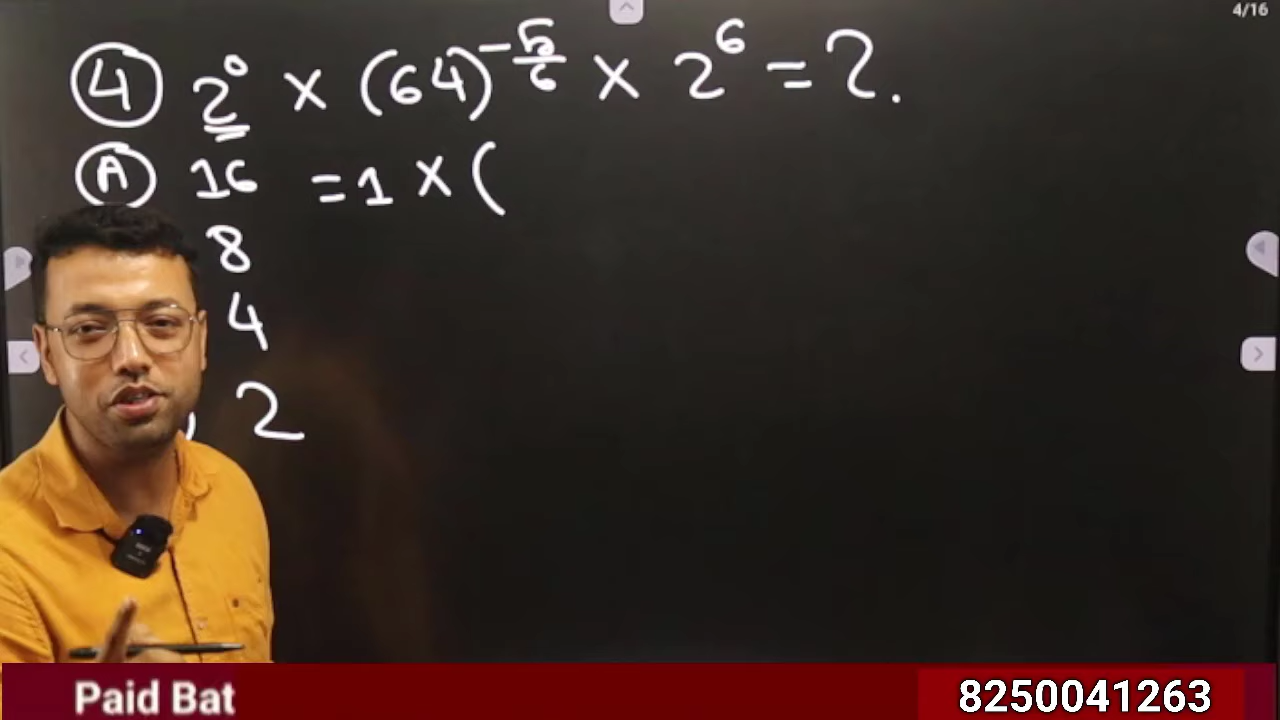 4/16
④ 2⁰ × (64)^-5/6 × 2⁶ = ?.
Ⓐ 16 = 1 × (
8
4
, 2
Paid Bat
8250041263